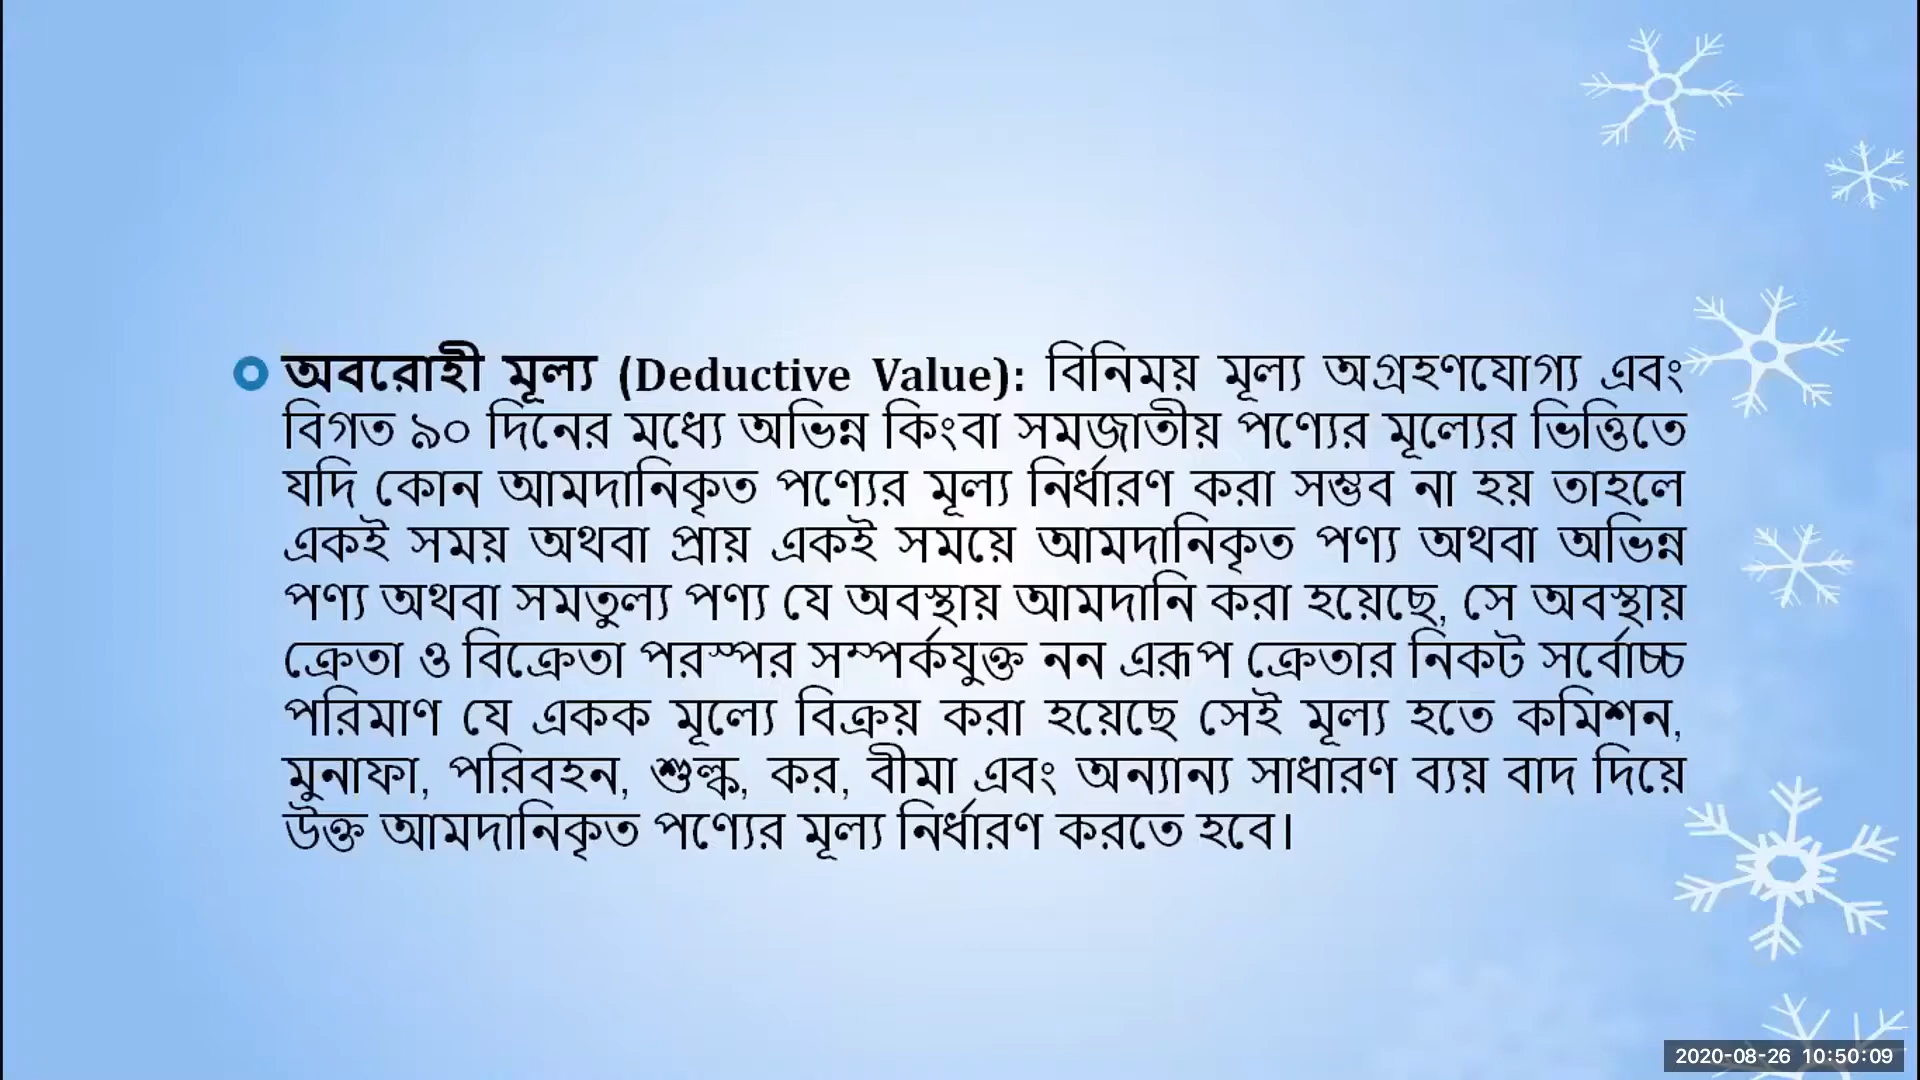 অবরোহী মূল্য (Deductive Value): বিনিময় মূল্য অগ্রহণযোগ্য এবং
বিগত ৯০ দিনের মধ্যে অভিন্ন কিংবা সমজাতীয় পণ্যের মূল্যের ভিত্তিতে
যদি কোন আমদানিকৃত পণ্যের মূল্য নির্ধারণ করা সম্ভব না হয় তাহলে
একই সময় অথবা প্রায় একই সময়ে আমদানিকৃত পণ্য অথবা অভিন্ন
পণ্য অথবা সমতুল্য পণ্য যে অবস্থায় আমদানি করা হয়েছে, সে অবস্থায়
ক্রেতা ও বিক্রেতা পরস্পর সম্পর্কযুক্ত নন এরূপ ক্রেতার নিকট সর্বোচ্চ
পরিমাণ যে একক মূল্যে বিক্রয় করা হয়েছে সেই মূল্য হতে কমিশন,
মুনাফা, পরিবহন, শুল্ক, কর, বীমা এবং অন্যান্য সাধারণ ব্যয় বাদ দিয়ে
উক্ত আমদানিকৃত পণ্যের মূল্য নির্ধারণ করতে হবে।
2020-08-26 10:50:09